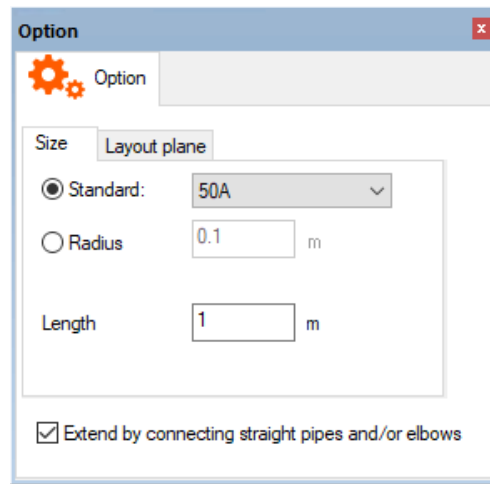 Option
x
Option
Size Layout plane
Standard: 50A
Radius 0.1 m
Length 1 m
Extend by connecting straight pipes and/or elbows